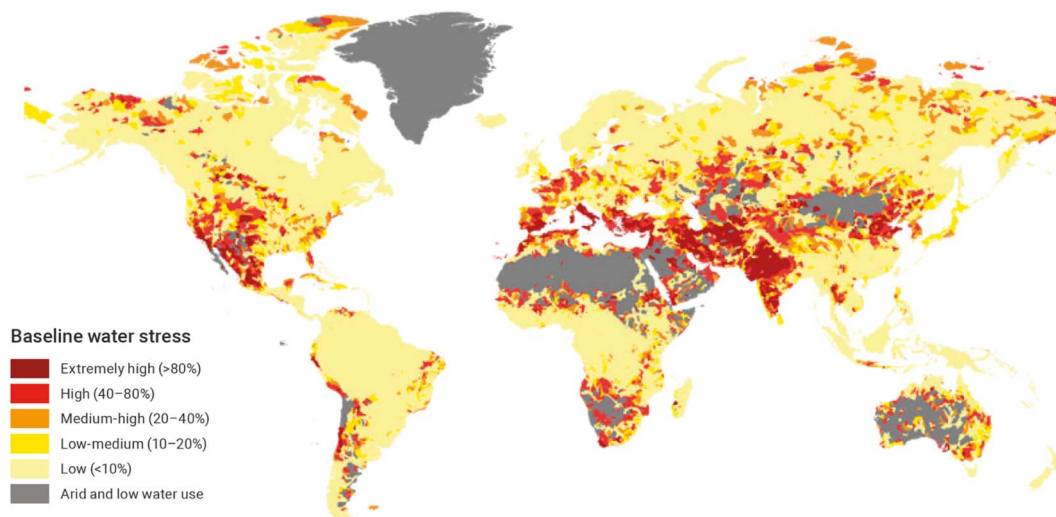 Baseline water stress
Extremely high (>80%)
High (40–80%)
Medium-high (20–40%)
Low-medium (10–20%)
Low (<10%)
Arid and low water use